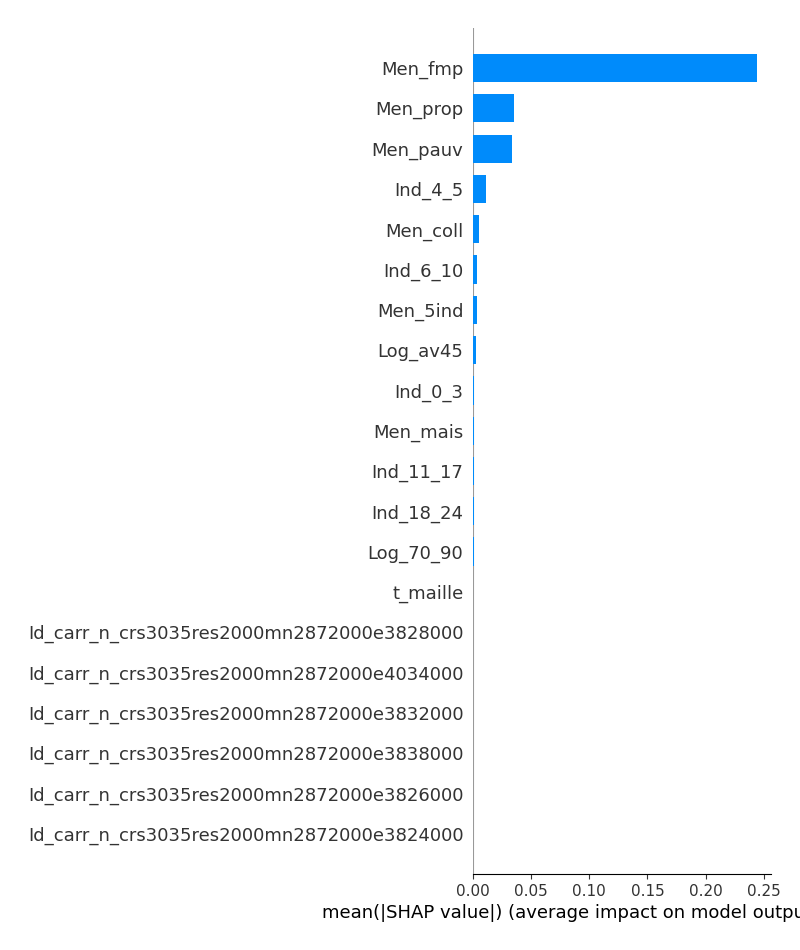 Men_fmp
Men_prop
Men_pauv
Ind_4_5
Men_coll
Ind_6_10
Men_5ind
Log_av45
Ind_0_3
Men_mais
Ind_11_17
Ind_18_24
Log_70_90
t_maille
Id_carr_n_crs3035res2000mn2872000e3828000
Id_carr_n_crs3035res2000mn2872000e4034000
Id_carr_n_crs3035res2000mn2872000e3832000
Id_carr_n_crs3035res2000mn2872000e3838000
Id_carr_n_crs3035res2000mn2872000e3826000
Id_carr_n_crs3035res2000mn2872000e3824000
0.00 0.05 0.10 0.15 0.20 0.25
mean(|SHAP value|) (average impact on model outpu